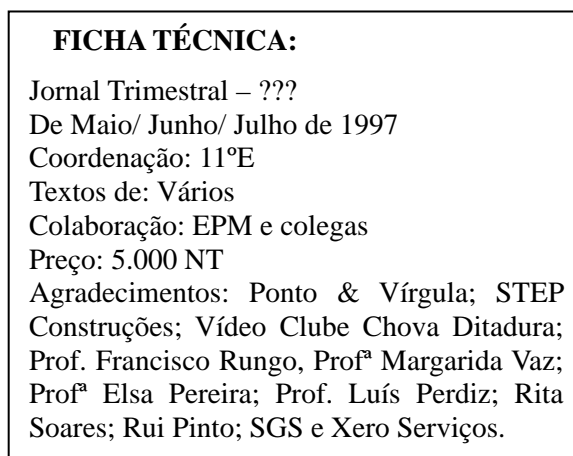 FICHA TÉCNICA:
Jornal Trimestral – ???
De Maio/ Junho/ Julho de 1997
Coordenação: 11ºE
Textos de: Vários
Colaboração: EPM e colegas
Preço: 5.000 NT
Agradecimentos: Ponto & Vírgula; STEP
Construções; Vídeo Clube Chova Ditadura;
Prof. Francisco Rungo, Profª Margarida Vaz;
Profª Elsa Pereira; Prof. Luís Perdiz; Rita
Soares; Rui Pinto; SGS e Xero Serviços.